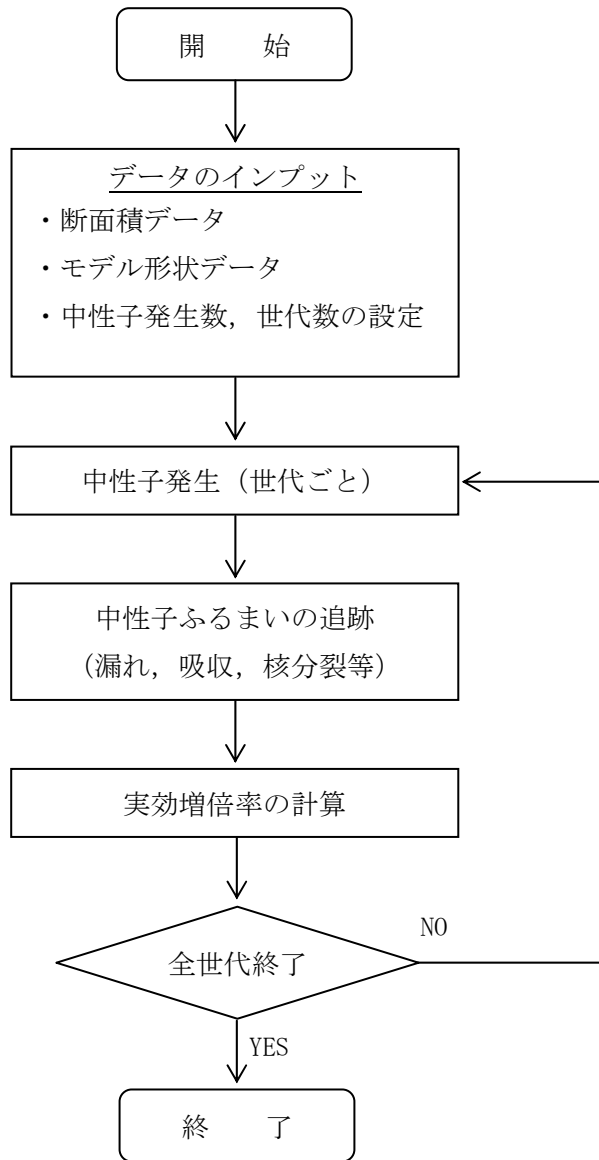 開　　始
データのインプット
・断面積データ
・モデル形状データ
・中性子発生数，世代数の設定
中性子発生（世代ごと）
中性子ふるまいの追跡
（漏れ，吸収，核分裂等）
実効増倍率の計算
全世代終了
NO
YES
終　　了